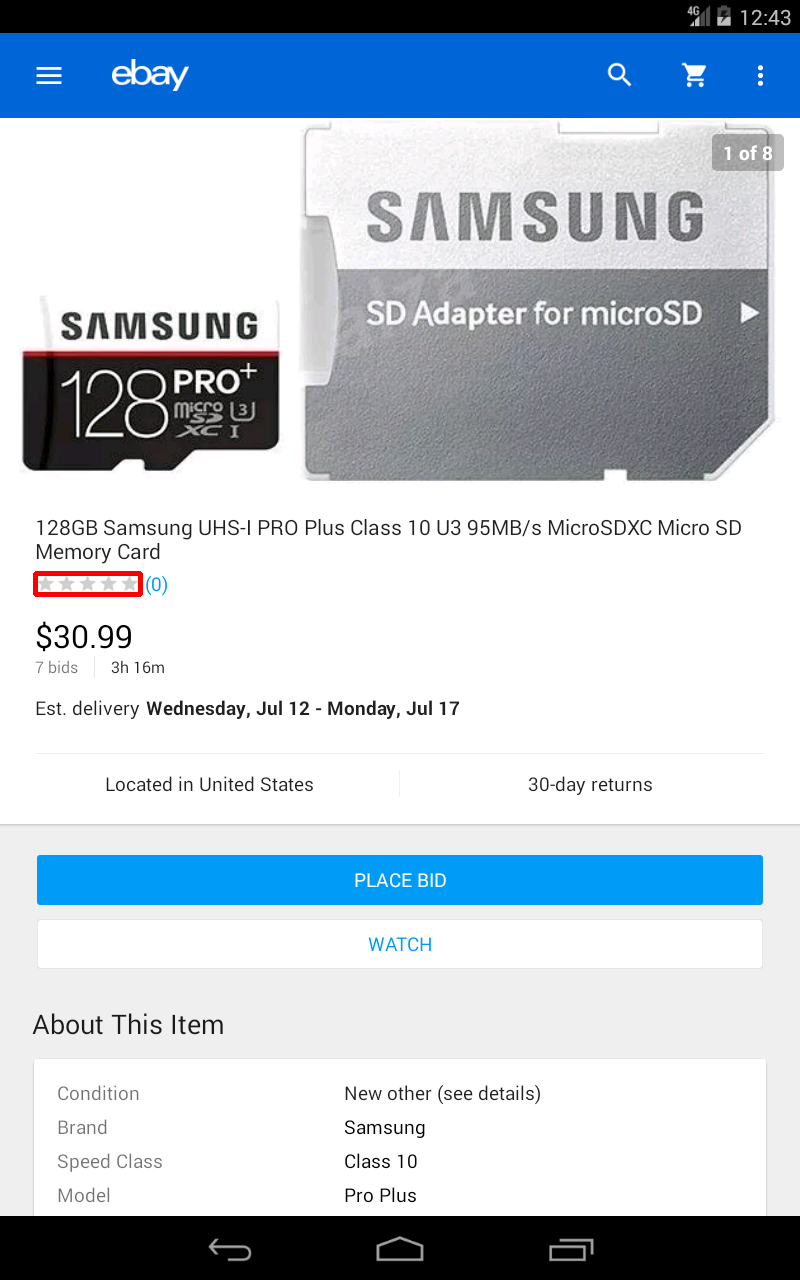 4G 12:43
ebay
1 of 8
SAMSUNG
SD Adapter for microSD
SAMSUNG
128 PRO+
micro SD XC I U3
128GB Samsung UHS-I PRO Plus Class 10 U3 95MB/s MicroSDXC Micro SD
Memory Card
(0)
$30.99
7 bids 3h 16m
Est. delivery Wednesday, Jul 12 - Monday, Jul 17
Located in United States 30-day returns
PLACE BID
WATCH
About This Item
Condition New other (see details)
Brand Samsung
Speed Class Class 10
Model Pro Plus